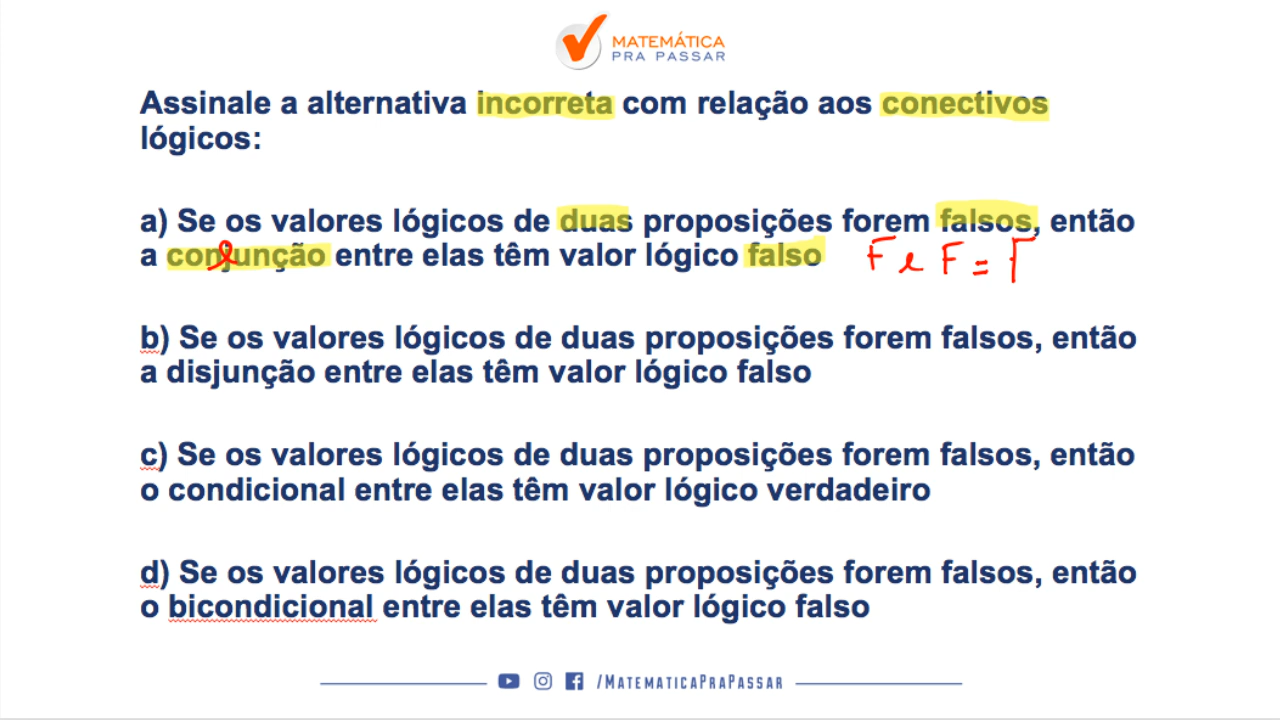 MATEMÁTICA
PRA PASSAR
Assinale a alternativa incorreta com relação aos conectivos
lógicos:
a) Se os valores lógicos de duas proposições forem falsos, então
a conjunção entre elas têm valor lógico falso F e F = F
e
b) Se os valores lógicos de duas proposições forem falsos, então
a disjunção entre elas têm valor lógico falso
c) Se os valores lógicos de duas proposições forem falsos, então
o condicional entre elas têm valor lógico verdadeiro
d) Se os valores lógicos de duas proposições forem falsos, então
o bicondicional entre elas têm valor lógico falso
/MATEMATICAPRAPASSAR